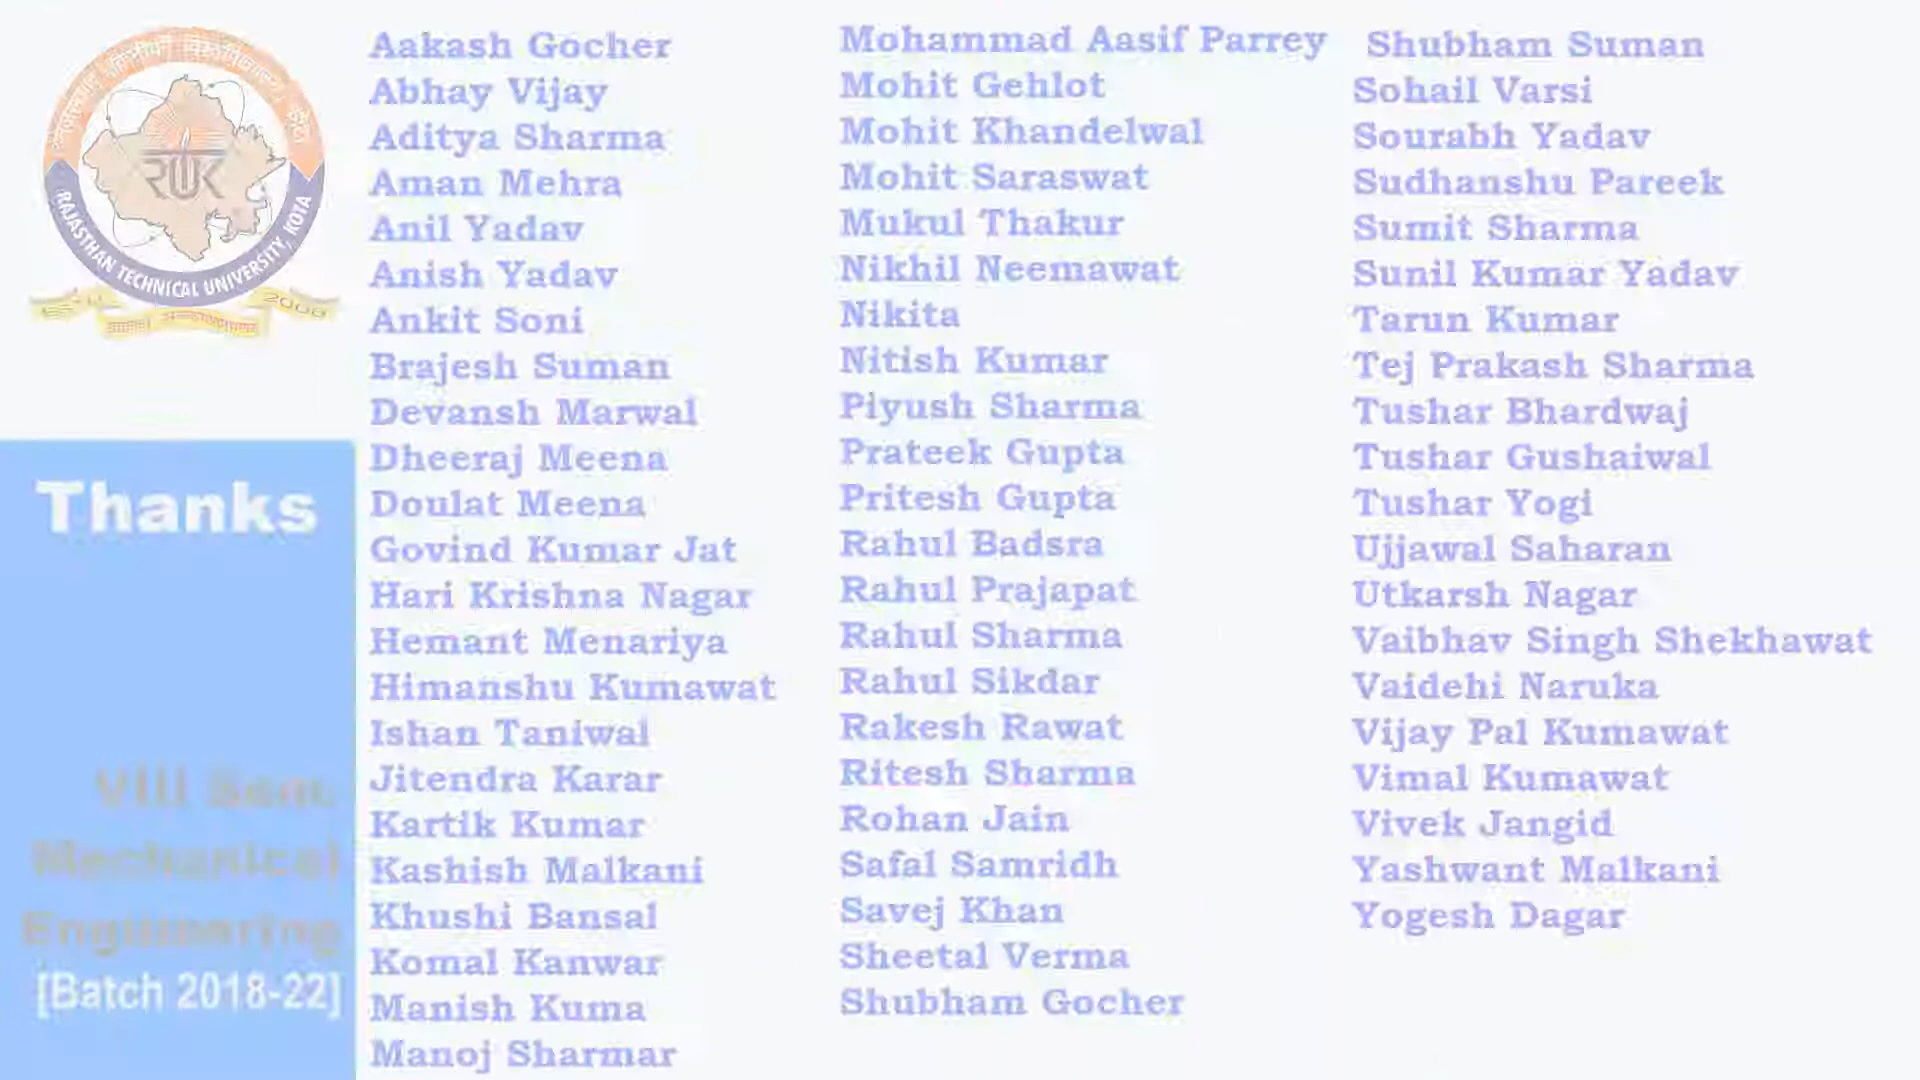 RAJASTHAN TECHNICAL UNIVERSITY, KOTA
2006
Thanks
VIII Sem.
Mechanical
Engineering
[Batch 2018-22]
Aakash Gocher
Abhay Vijay
Aditya Sharma
Aman Mehra
Anil Yadav
Anish Yadav
Ankit Soni
Brajesh Suman
Devansh Marwal
Dheeraj Meena
Doulat Meena
Govind Kumar Jat
Hari Krishna Nagar
Hemant Menariya
Himanshu Kumawat
Ishan Taniwal
Jitendra Karar
Kartik Kumar
Kashish Malkani
Khushi Bansal
Komal Kanwar
Manish Kuma
Manoj Sharmar
Mohammad Aasif Parrey
Mohit Gehlot
Mohit Khandelwal
Mohit Saraswat
Mukul Thakur
Nikhil Neemawat
Nikita
Nitish Kumar
Piyush Sharma
Prateek Gupta
Pritesh Gupta
Rahul Badsra
Rahul Prajapat
Rahul Sharma
Rahul Sikdar
Rakesh Rawat
Ritesh Sharma
Rohan Jain
Safal Samridh
Savej Khan
Sheetal Verma
Shubham Gocher
Shubham Suman
Sohail Varsi
Sourabh Yadav
Sudhanshu Pareek
Sumit Sharma
Sunil Kumar Yadav
Tarun Kumar
Tej Prakash Sharma
Tushar Bhardwaj
Tushar Gushaiwal
Tushar Yogi
Ujjawal Saharan
Utkarsh Nagar
Vaibhav Singh Shekhawat
Vaidehi Naruka
Vijay Pal Kumawat
Vimal Kumawat
Vivek Jangid
Yashwant Malkani
Yogesh Dagar